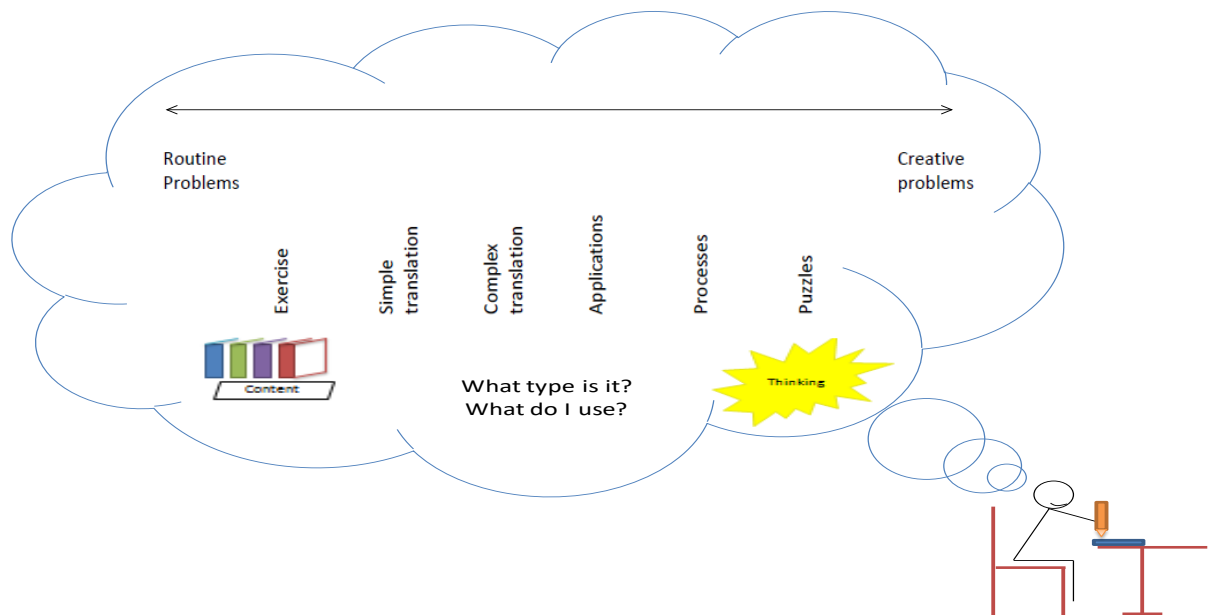 Routine
Problems
Creative
problems
Exercise
Simple
translation
Complex
translation
Applications
Processes
Puzzles
Content
What type is it?
What do I use?
Thinking